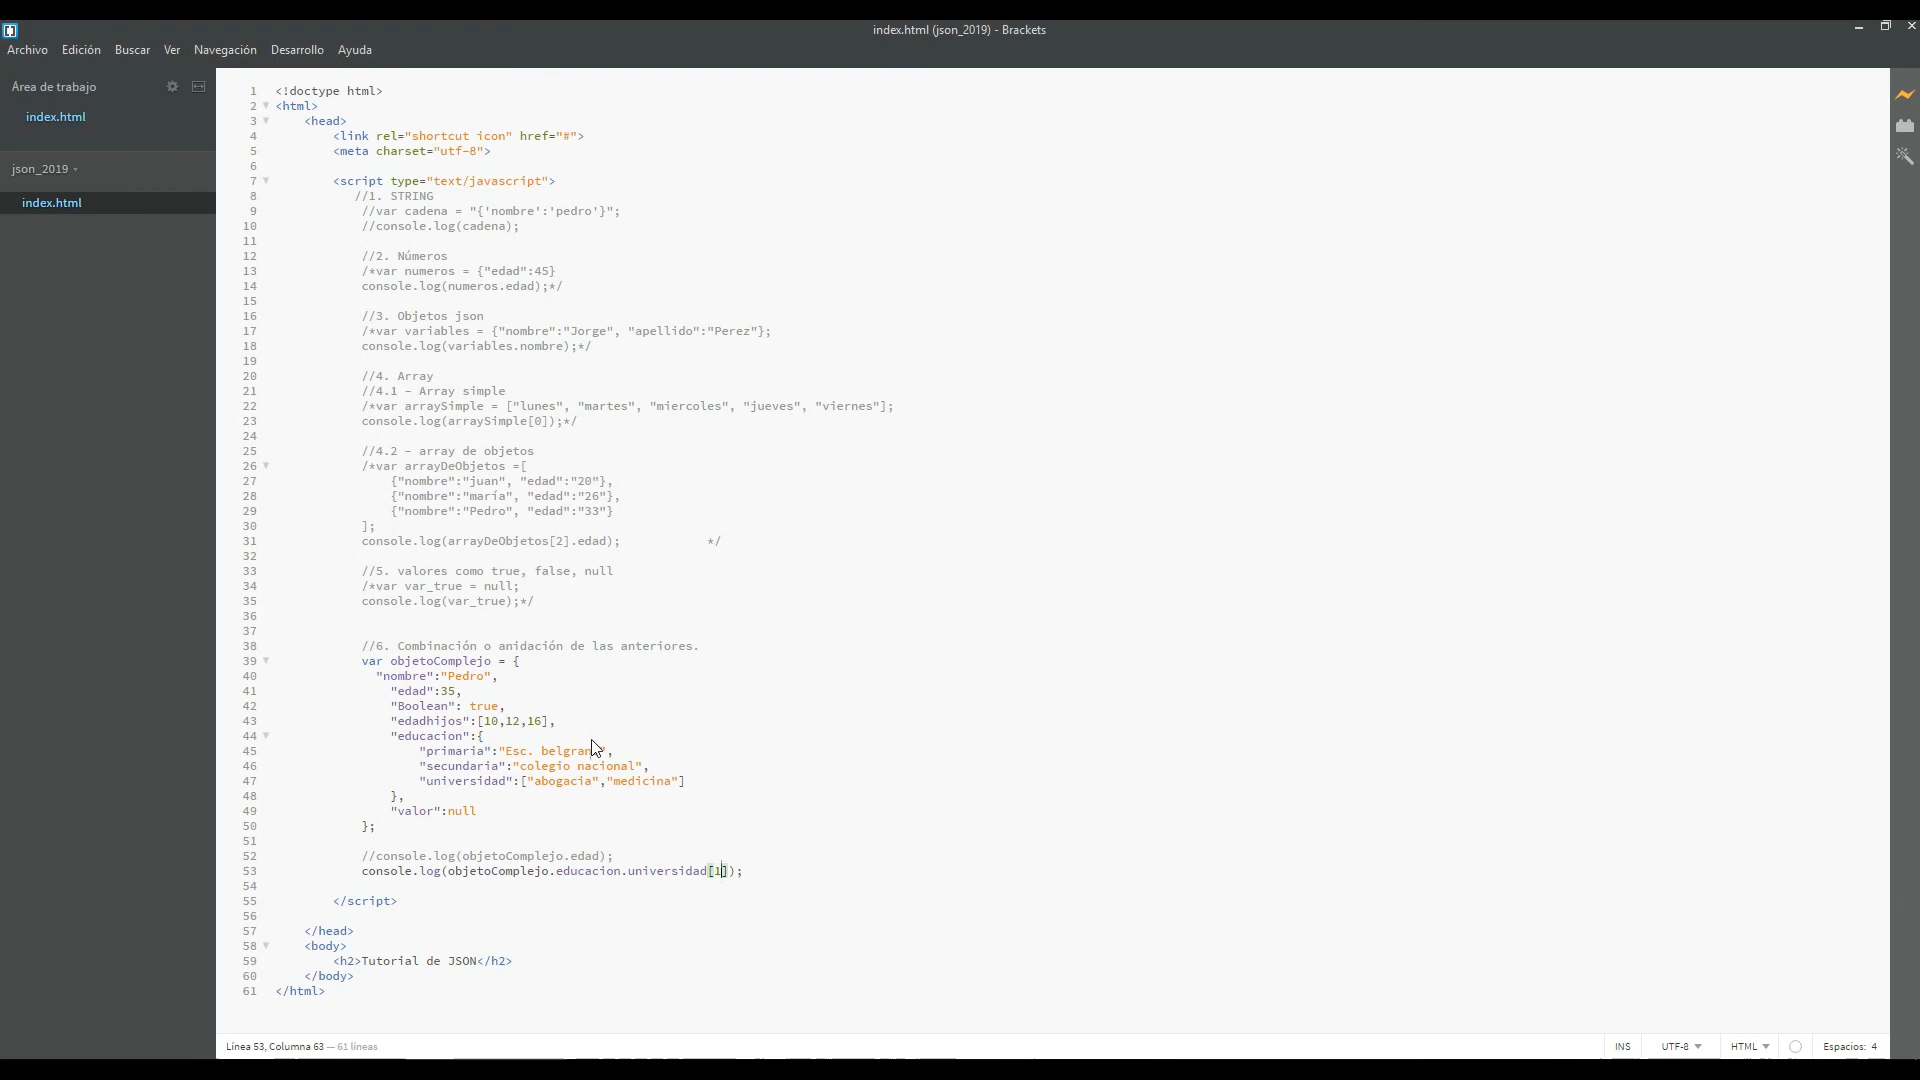 index.html (json_2019) - Brackets
Archivo Edición Buscar Ver Navegación Desarrollo Ayuda
Área de trabajo
index.html
json_2019
index.html
1 <!doctype html>
2 <html>
3 <head>
4 <link rel="shortcut icon" href="#">
5 <meta charset="utf-8">
6
7 <script type="text/javascript">
8 //1. STRING
9 //var cadena = "{'nombre':'pedro'}";
10 //console.log(cadena);
11
12 //2. Números
13 /*var numeros = {"edad":45}
14 console.log(numeros.edad);*/
15
16 //3. Objetos json
17 /*var variables = {"nombre":"Jorge", "apellido":"Perez"};
18 console.log(variables.nombre);*/
19
20 //4. Array
21 //4.1 - Array simple
22 /*var arraySimple = ["lunes", "martes", "miercoles", "jueves", "viernes"];
23 console.log(arraySimple[0]);*/
24
25 //4.2 - array de objetos
26 /*var arrayDeObjetos =[
27 {"nombre":"juan", "edad":"20"},
28 {"nombre":"maría", "edad":"26"},
29 {"nombre":"Pedro", "edad":"33"}
30 ];
31 console.log(arrayDeObjetos[2].edad); */
32
33 //5. valores como true, false, null
34 /*var var_true = null;
35 console.log(var_true);*/
36
37
38 //6. Combinación o anidación de las anteriores.
39 var objetoComplejo = {
40 "nombre":"Pedro",
41 "edad":35,
42 "Boolean": true,
43 "edadhijos":[10,12,16],
44 "educacion":{
45 "primaria":"Esc. belgran",
46 "secundaria":"colegio nacional",
47 "universidad":["abogacia","medicina"]
48 },
49 "valor":null
50 };
51
52 //console.log(objetoComplejo.edad);
53 console.log(objetoComplejo.educacion.universidad[1]);
54
55 </script>
56
57 </head>
58 <body>
59 <h2>Tutorial de JSON</h2>
60 </body>
61 </html>
Línea 53, Columna 63 — 61 líneas
INS UTF-8 HTML Espacios: 4